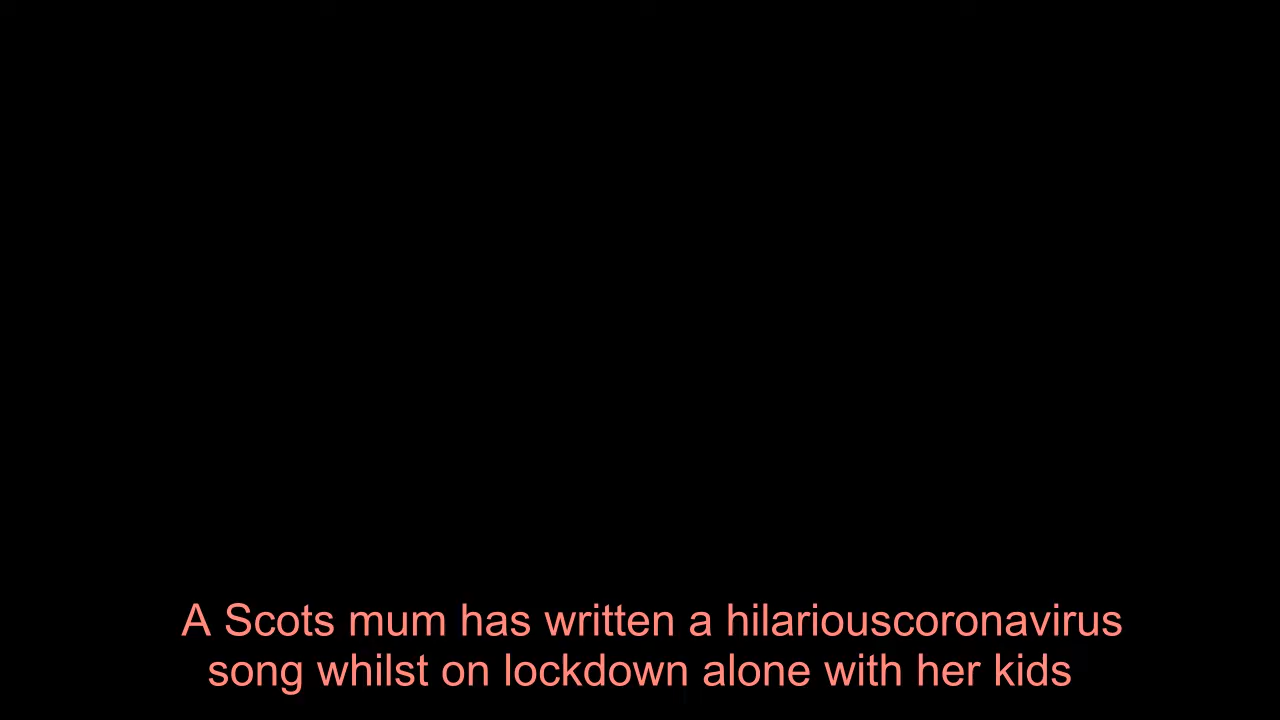 A Scots mum has written a hilariouscoronavirus
song whilst on lockdown alone with her kids